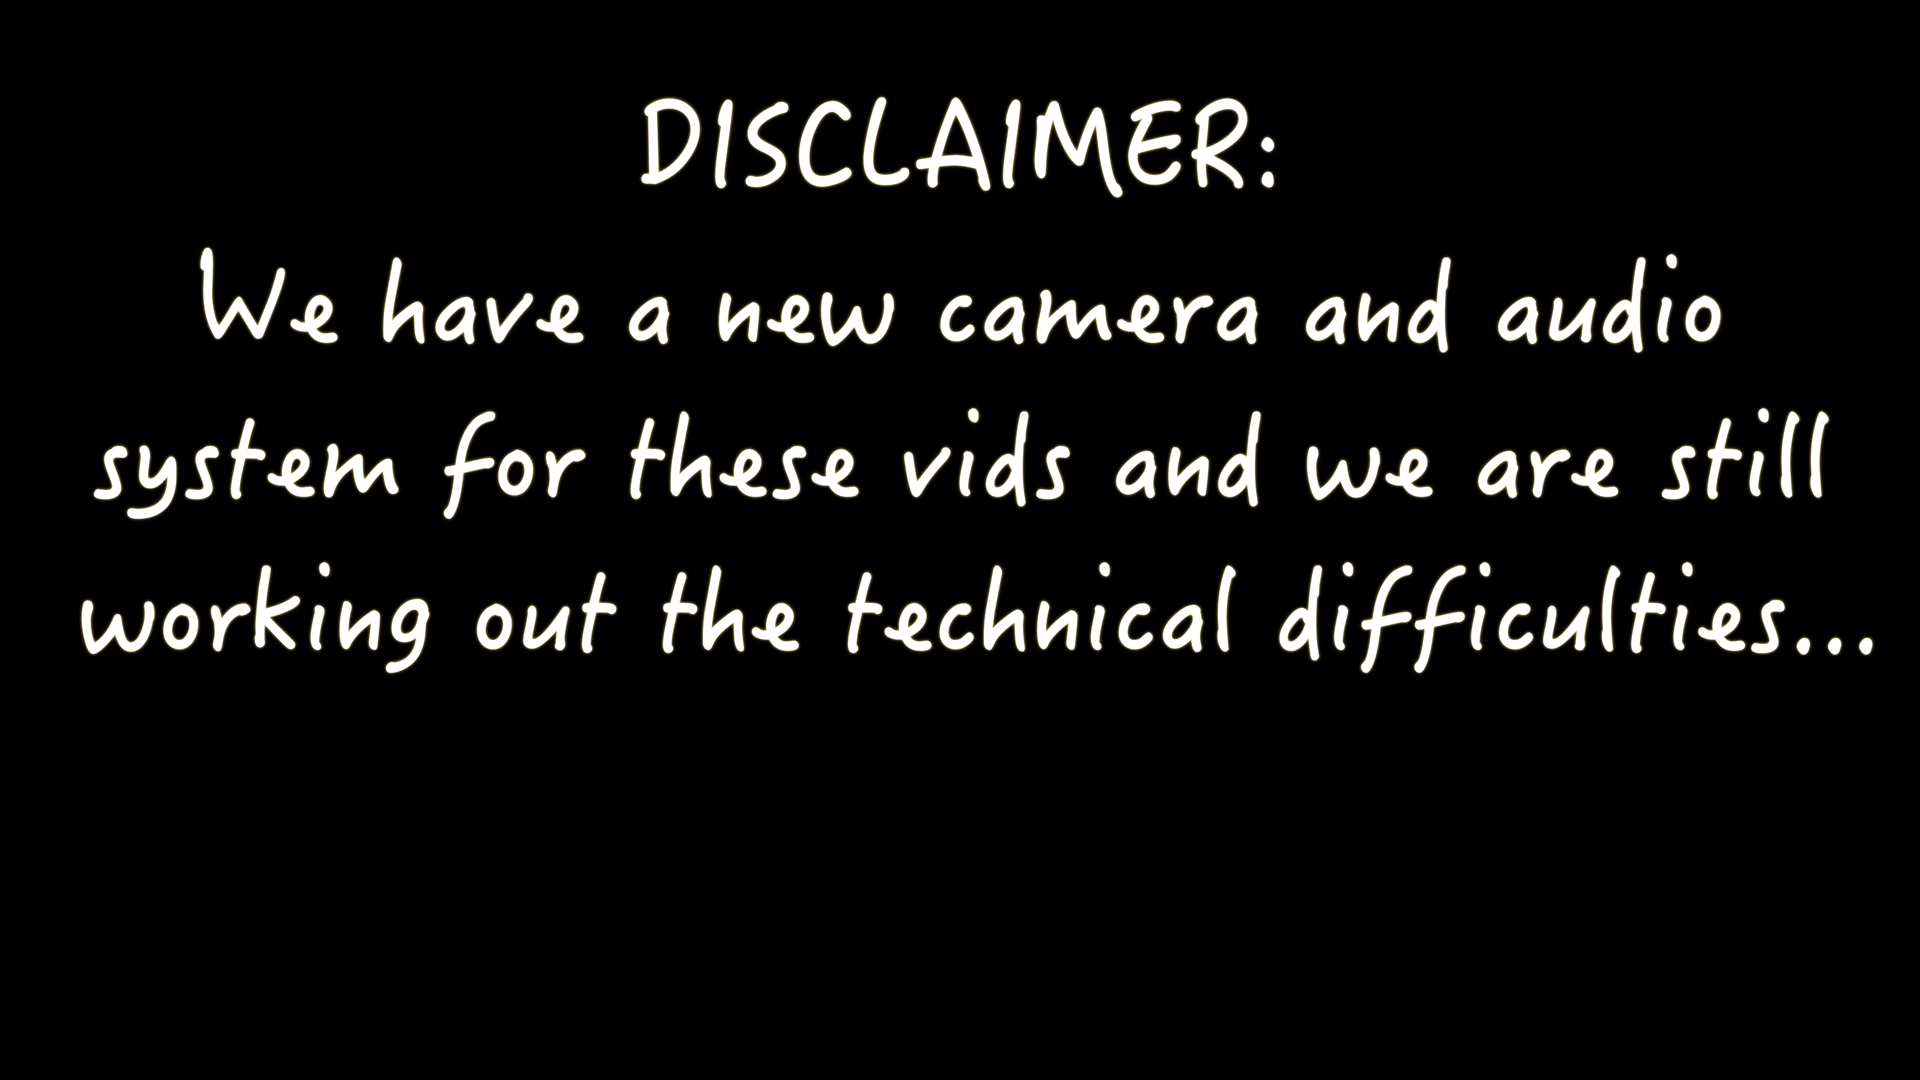 DISCLAIMER:
We have a new camera and audio
system for these vids and we are still
working out the technical difficulties...